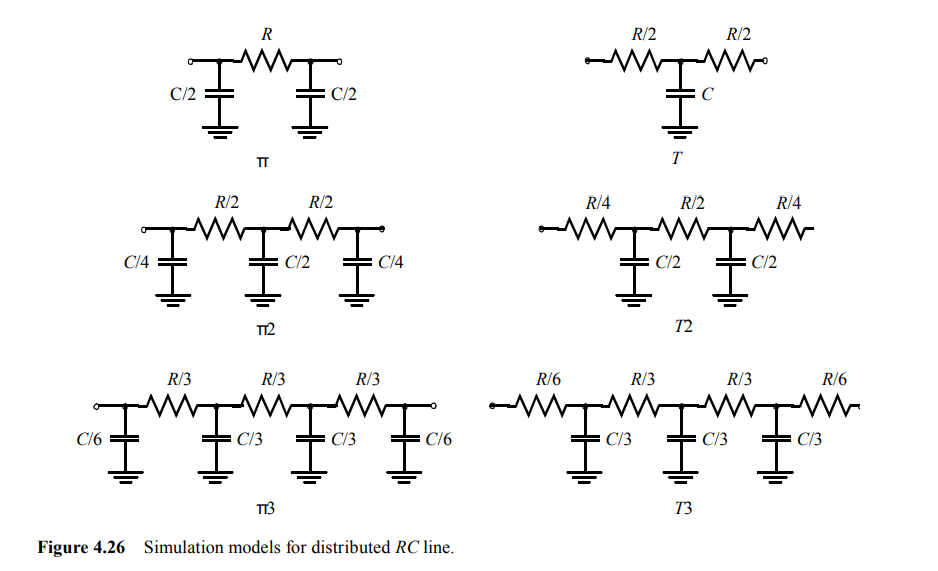 R
R/2 R/2
C/2 C/2
C
π
T
R/2 R/2
R/4 R/2 R/4
C/4 C/2 C/4
C/2 C/2
π2
T2
R/3 R/3 R/3
R/6 R/3 R/3 R/6
C/6 C/3 C/3 C/6
C/3 C/3 C/3
π3
T3
Figure 4.26 Simulation models for distributed RC line.